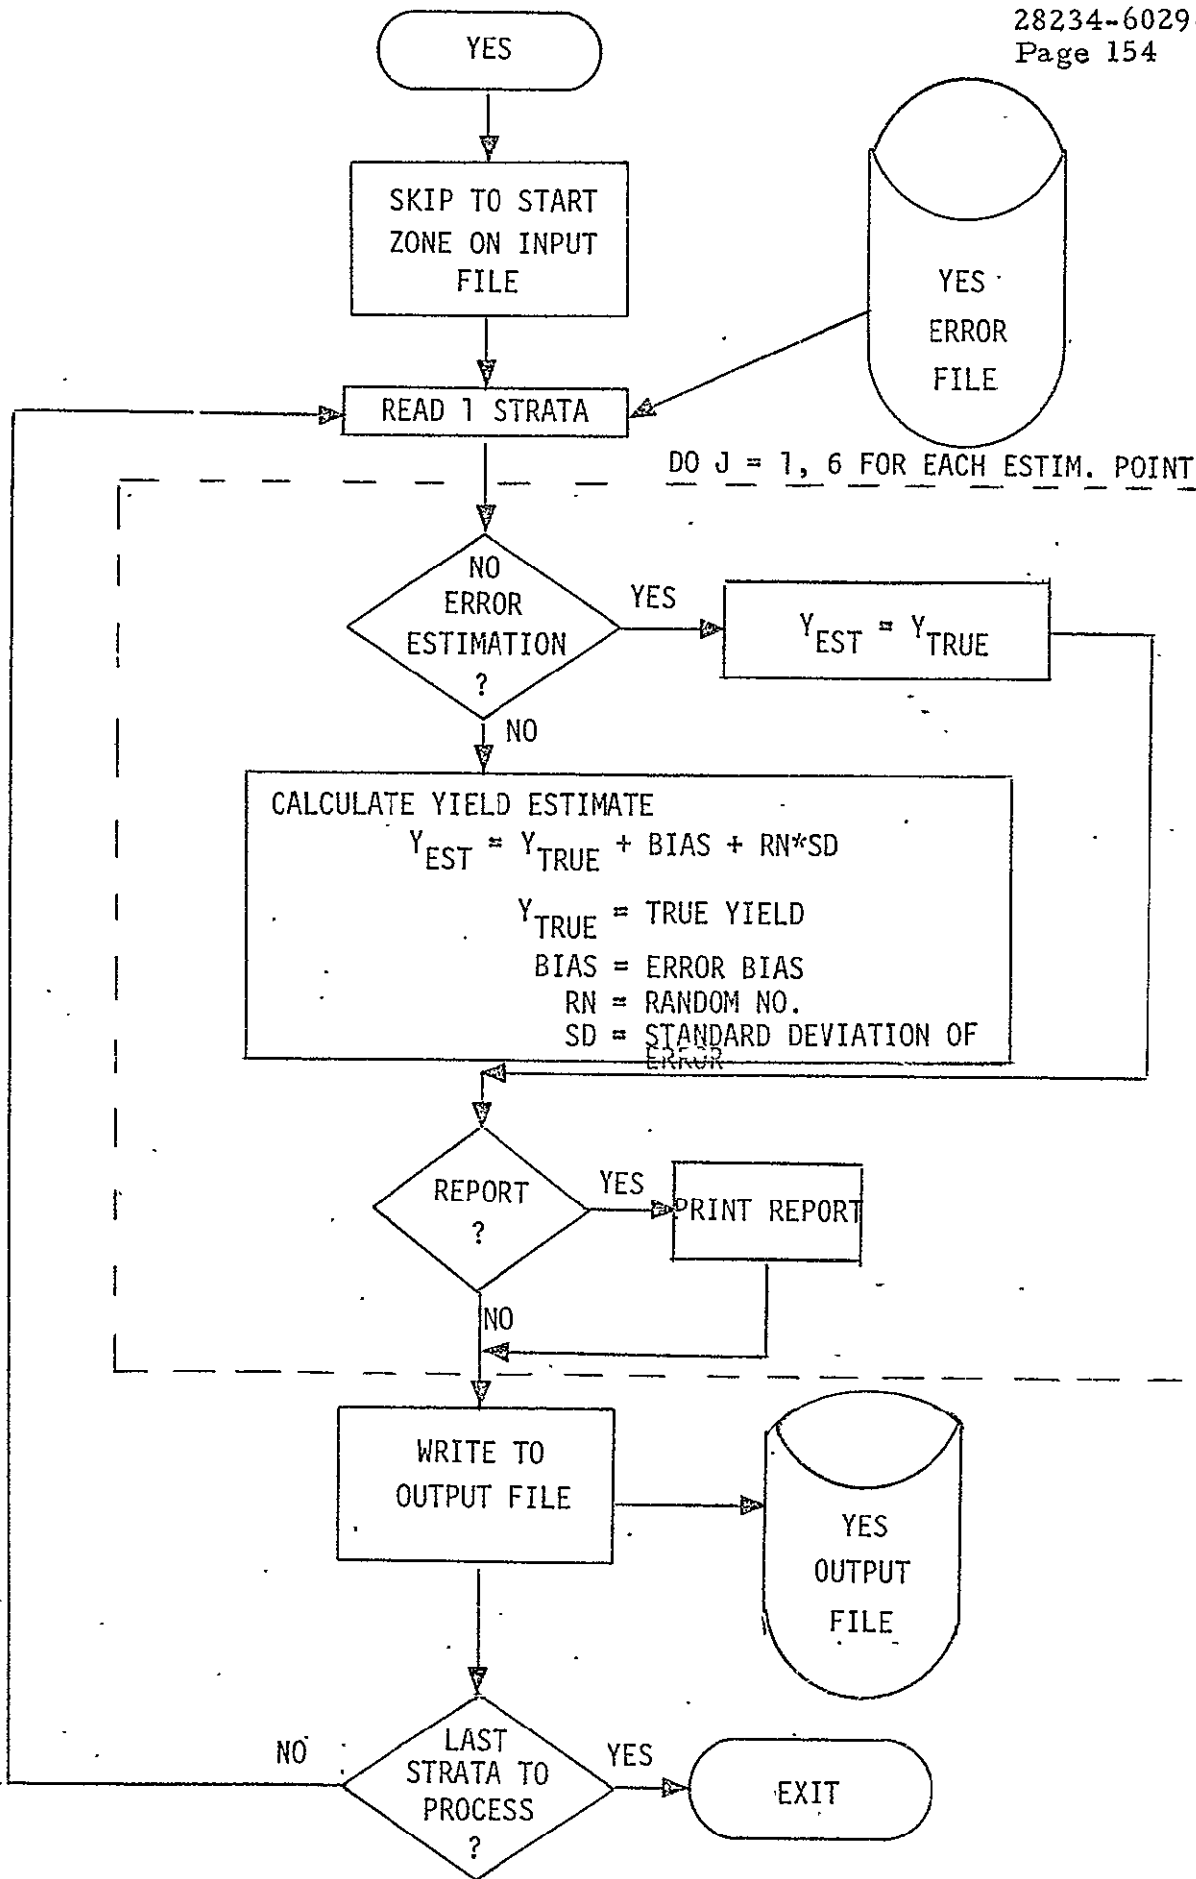 28234-6029
Page 154
YES
SKIP TO START
ZONE ON INPUT
FILE
YES
ERROR
FILE
READ 1 STRATA
DO J = 1, 6 FOR EACH ESTIM. POINT
NO
ERROR
ESTIMATION
?
YES
Y_EST = Y_TRUE
NO
CALCULATE YIELD ESTIMATE
Y_EST = Y_TRUE + BIAS + RN*SD
Y_TRUE = TRUE YIELD
BIAS = ERROR BIAS
RN = RANDOM NO.
SD = STANDARD DEVIATION OF
ERROR
REPORT
?
YES
PRINT REPORT
NO
WRITE TO
OUTPUT FILE
YES
OUTPUT
FILE
LAST
STRATA TO
PROCESS
?
NO
YES
EXIT